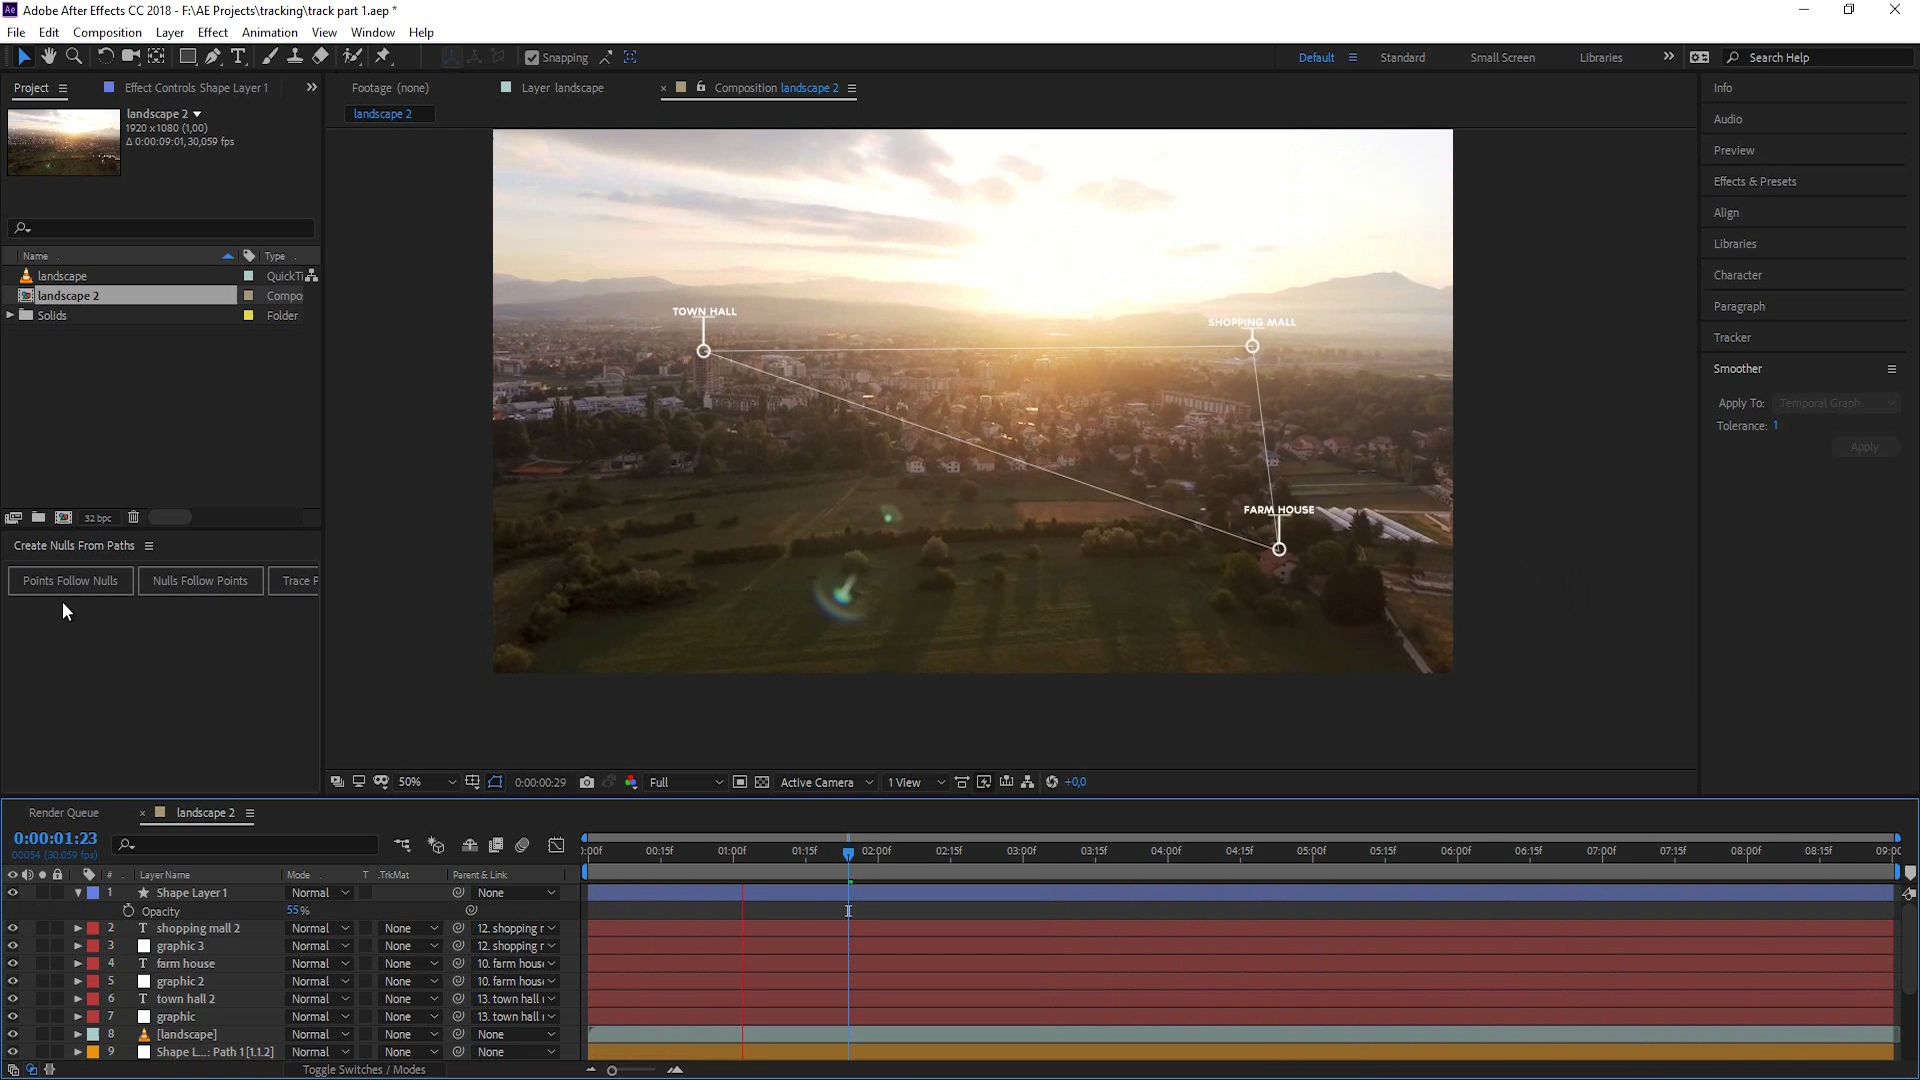 Ae Adobe After Effects CC 2018 - F:\AE Projects\tracking\track part 1.aep *
File Edit Composition Layer Effect Animation View Window Help
Snapping Default Standard Small Screen Libraries Search Help
Project Effect Controls Shape Layer 1 Footage (none) Layer landscape × Composition landscape 2 Info
landscape 2
landscape 2
1920 x 1080 (1,00)
Δ 0:00:09:01, 30,059 fps
Audio
Preview
Effects & Presets
Align
Libraries
Character
Paragraph
Tracker
Smoother
Apply To: Temporal Graph
Tolerance: 1
Apply
Name Type
landscape QuickTi
landscape 2 Compo
Solids Folder
TOWN HALL
SHOPPING MALL
FARM HOUSE
32 bpc
Create Nulls From Paths
Points Follow Nulls Nulls Follow Points Trace P
50% 0:00:00:29 Full Active Camera 1 View +0,0
Render Queue × landscape 2
0:00:01:23
00054 (30.059 fps)
:00f 00:15f 01:00f 01:15f 02:00f 02:15f 03:00f 03:15f 04:00f 04:15f 05:00f 05:15f 06:00f 06:15f 07:00f 07:15f 08:00f 08:15f 09:00
# Layer Name Mode T .TrkMat Parent & Link
1 Shape Layer 1 Normal None
Opacity 55%
2 T shopping mall 2 Normal None 12. shopping r
3 graphic 3 Normal None 12. shopping r
4 T farm house Normal None 10. farm hous
5 graphic 2 Normal None 10. farm hous
6 T town hall 2 Normal None 13. town hall
7 graphic Normal None 13. town hall
8 [landscape] Normal None None
9 Shape L...: Path 1 [1.1.2] Normal None None
Toggle Switches / Modes